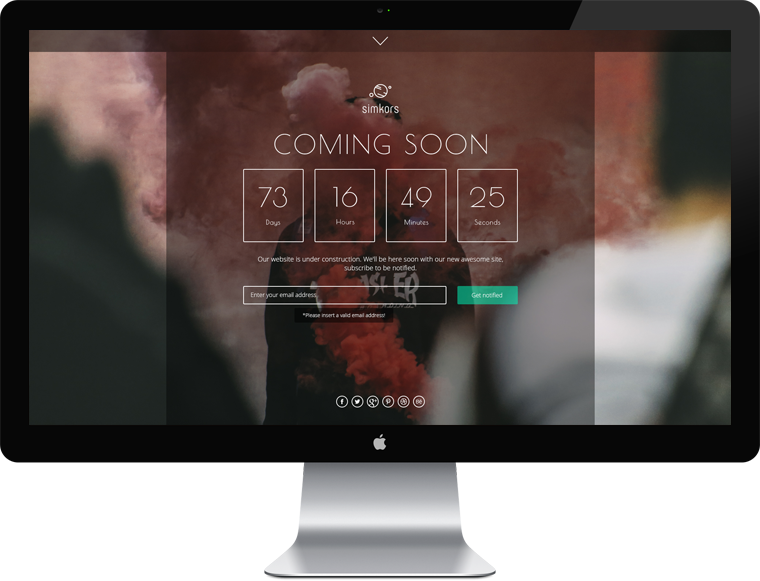 simkors
COMING SOON
73 16 49 25
Days Hours Minutes Seconds
Our website is under construction. We'll be here soon with our new awesome site,
subscribe to be notified.
Enter your email address Get notified
*Please insert a valid email address!